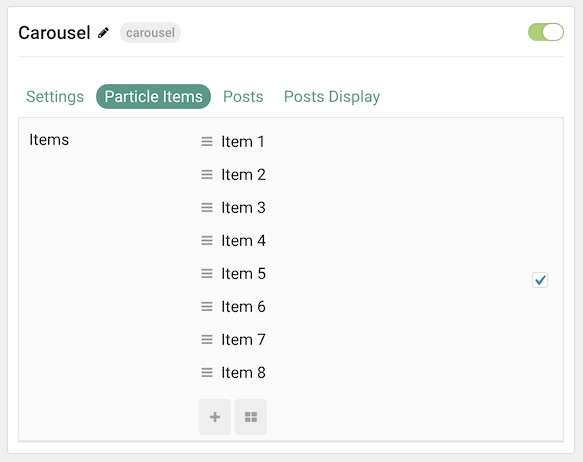 Carousel carousel
Settings Particle Items Posts Posts Display
Items
Item 1
Item 2
Item 3
Item 4
Item 5
Item 6
Item 7
Item 8